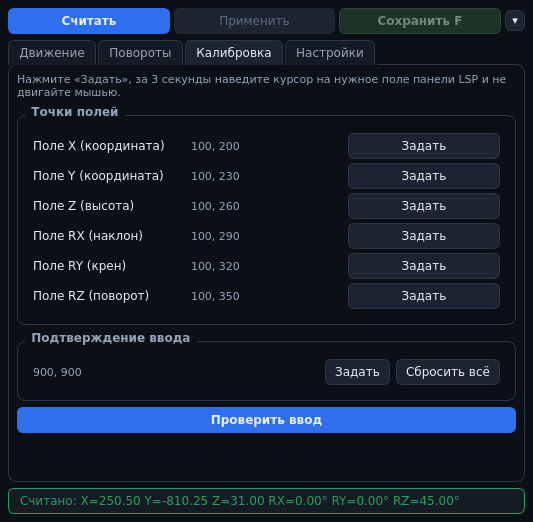 Считать Применить Сохранить F ▾
Движение Повороты Калибровка Настройки
Нажмите «Задать», за 3 секунды наведите курсор на нужное поле панели LSP и не
двигайте мышью.
Точки полей
Поле X (координата) 100, 200 Задать
Поле Y (координата) 100, 230 Задать
Поле Z (высота) 100, 260 Задать
Поле RX (наклон) 100, 290 Задать
Поле RY (крен) 100, 320 Задать
Поле RZ (поворот) 100, 350 Задать
Подтверждение ввода
900, 900 Задать Сбросить всё
Проверить ввод
Считано: X=250.50 Y=-810.25 Z=31.00 RX=0.00° RY=0.00° RZ=45.00°